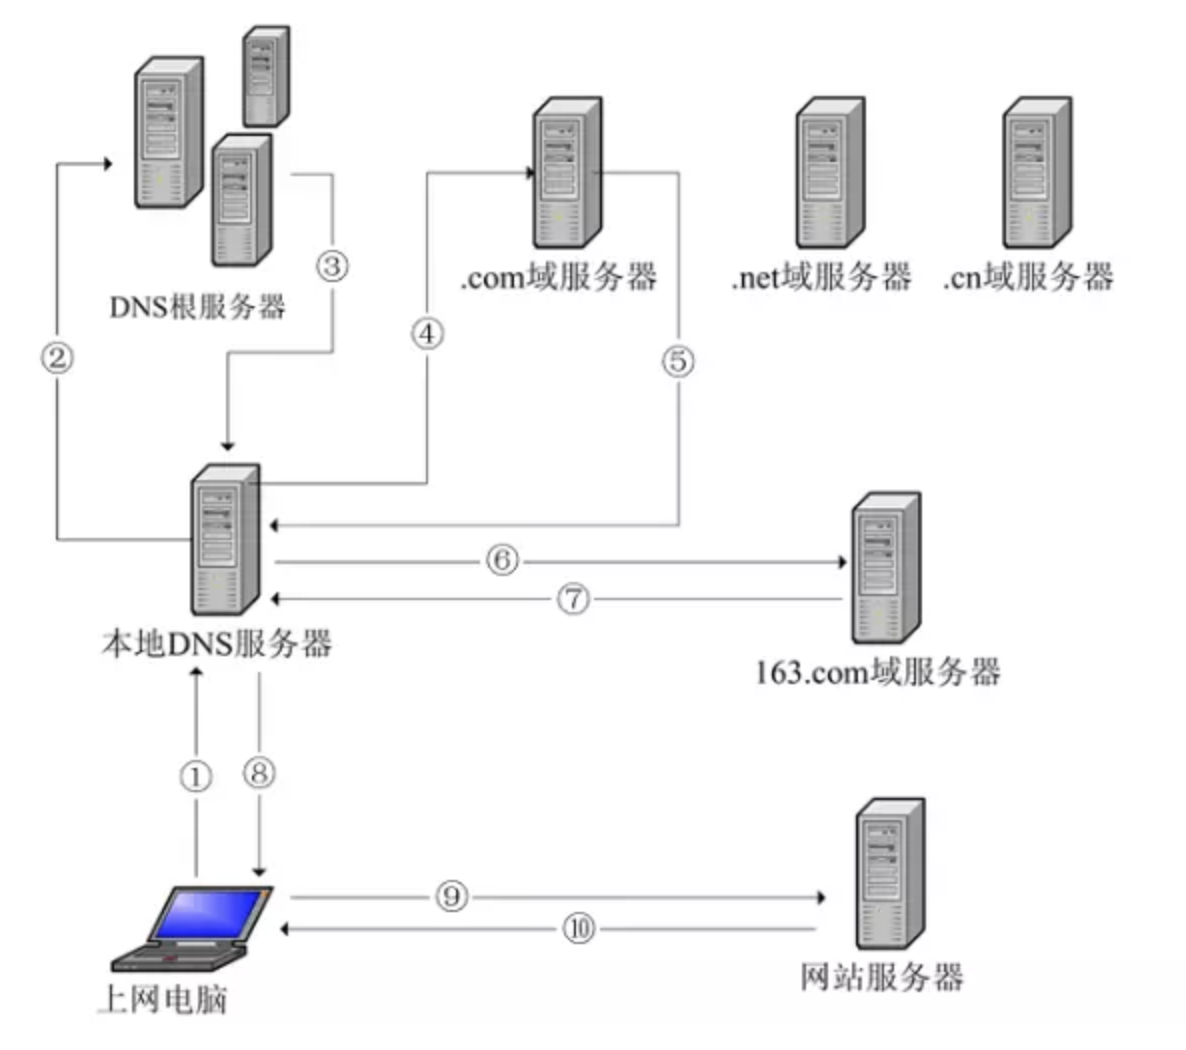 DNS根服务器
.com域服务器
.net域服务器
.cn域服务器
②
③
④
⑤
⑥
⑦
本地DNS服务器
163.com域服务器
①
⑧
⑨
⑩
上网电脑
网站服务器